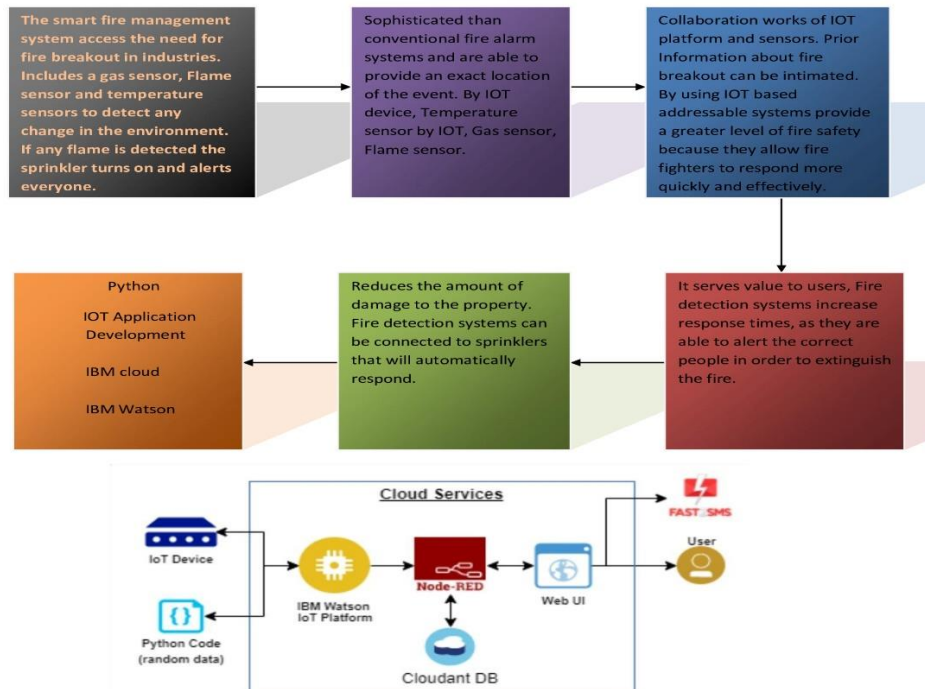 The smart fire management
system access the need for
fire breakout in industries.
Includes a gas sensor, Flame
sensor and temperature
sensors to detect any
change in the environment.
If any flame is detected the
sprinkler turns on and alerts
everyone.
Sophisticated than
conventional fire alarm
systems and are able to
provide an exact location
of the event. By IOT
device, Temperature
sensor by IOT, Gas sensor,
Flame sensor.
Collaboration works of IOT
platform and sensors. Prior
Information about fire
breakout can be intimated.
By using IOT based
addressable systems provide
a greater level of fire safety
because they allow fire
fighters to respond more
quickly and effectively.
Python
IOT Application
Development
IBM cloud
IBM Watson
Reduces the amount of
damage to the property.
Fire detection systems can
be connected to sprinklers
that will automatically
respond.
It serves value to users, Fire
detection systems increase
response times, as they are
able to alert the correct
people in order to extinguish
the fire.
Cloud Services
FAST2SMS
User
IoT Device
Node-RED
Web UI
IBM Watson
IoT Platform
{}
Python Code
(random data)
Cloudant DB